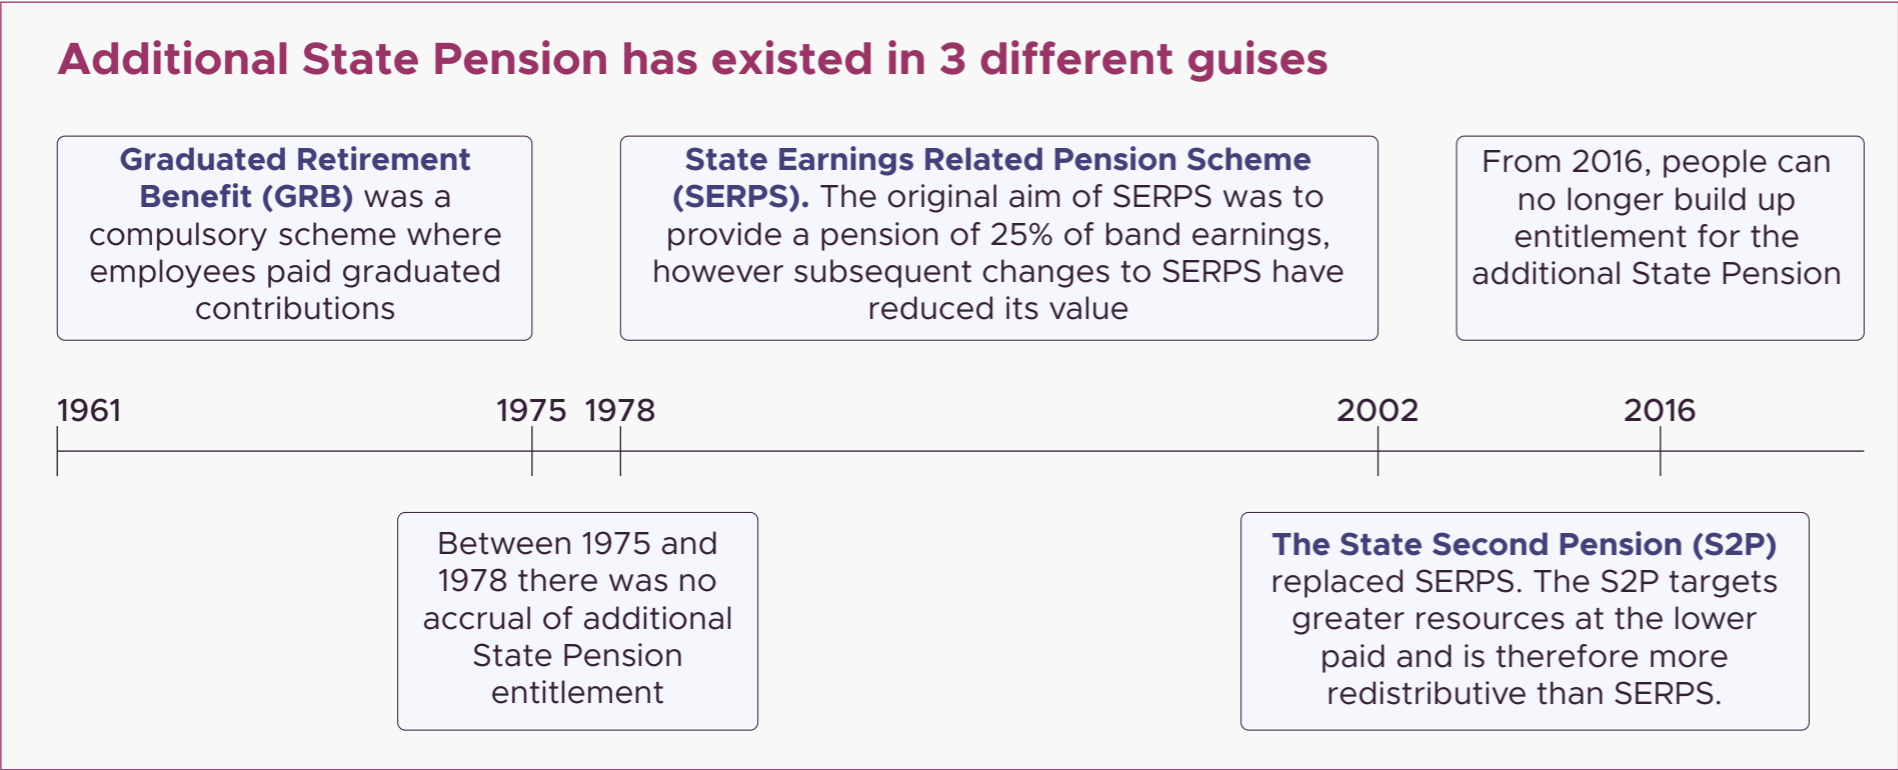 Additional State Pension has existed in 3 different guises
Graduated Retirement
Benefit (GRB) was a
compulsory scheme where
employees paid graduated
contributions
State Earnings Related Pension Scheme
(SERPS). The original aim of SERPS was to
provide a pension of 25% of band earnings,
however subsequent changes to SERPS have
reduced its value
From 2016, people can
no longer build up
entitlement for the
additional State Pension
1961
1975
1978
2002
2016
Between 1975 and
1978 there was no
accrual of additional
State Pension
entitlement
The State Second Pension (S2P)
replaced SERPS. The S2P targets
greater resources at the lower
paid and is therefore more
redistributive than SERPS.